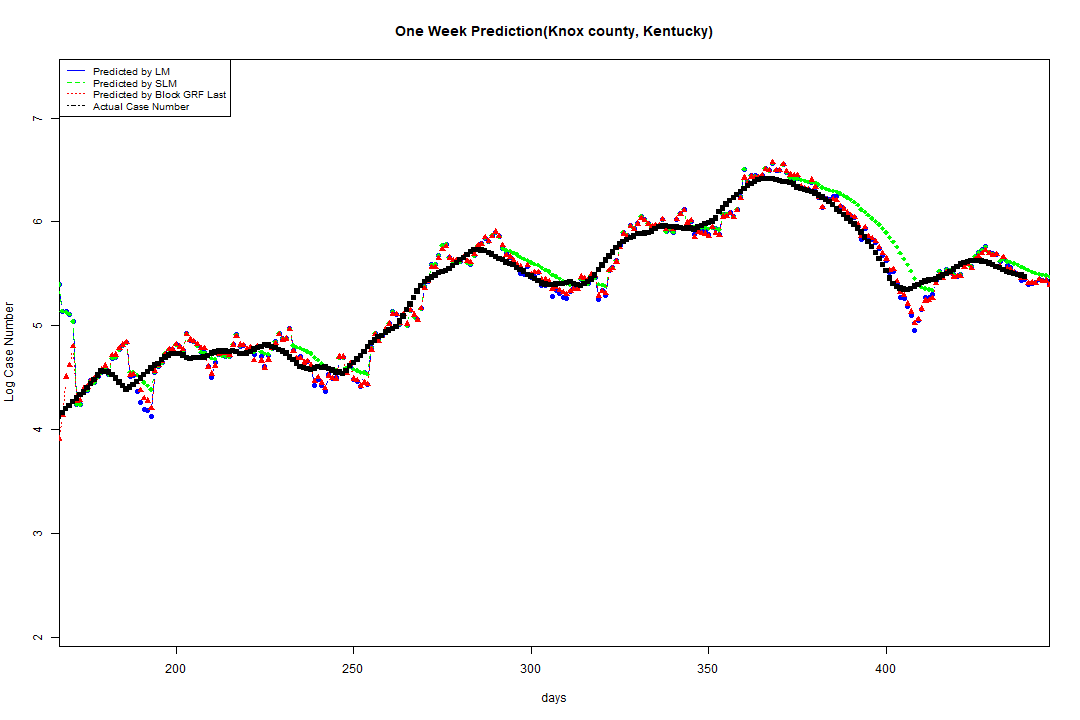 One Week Prediction(Knox county, Kentucky)
Predicted by LM
Predicted by SLM
Predicted by Block GRF Last
Actual Case Number
7
6
5
4
3
2
Log Case Number
200 250 300 350 400
days